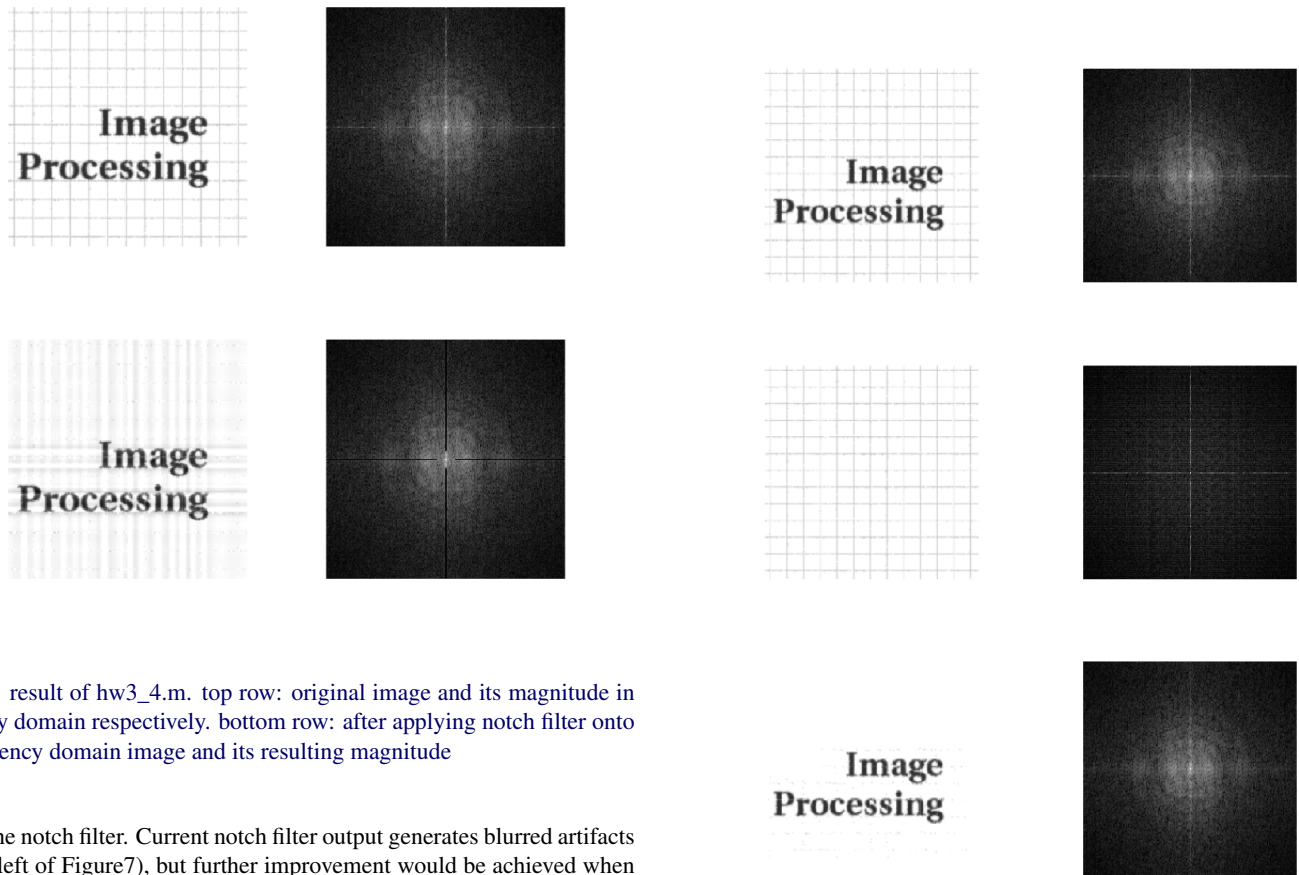 Image
Processing
Image
Processing
result of hw3_4.m. top row: original image and its magnitude in
y domain respectively. bottom row: after applying notch filter onto
ency domain image and its resulting magnitude
ne notch filter. Current notch filter output generates blurred artifacts
left of Figure7), but further improvement would be achieved when
Image
Processing
Image
Processing